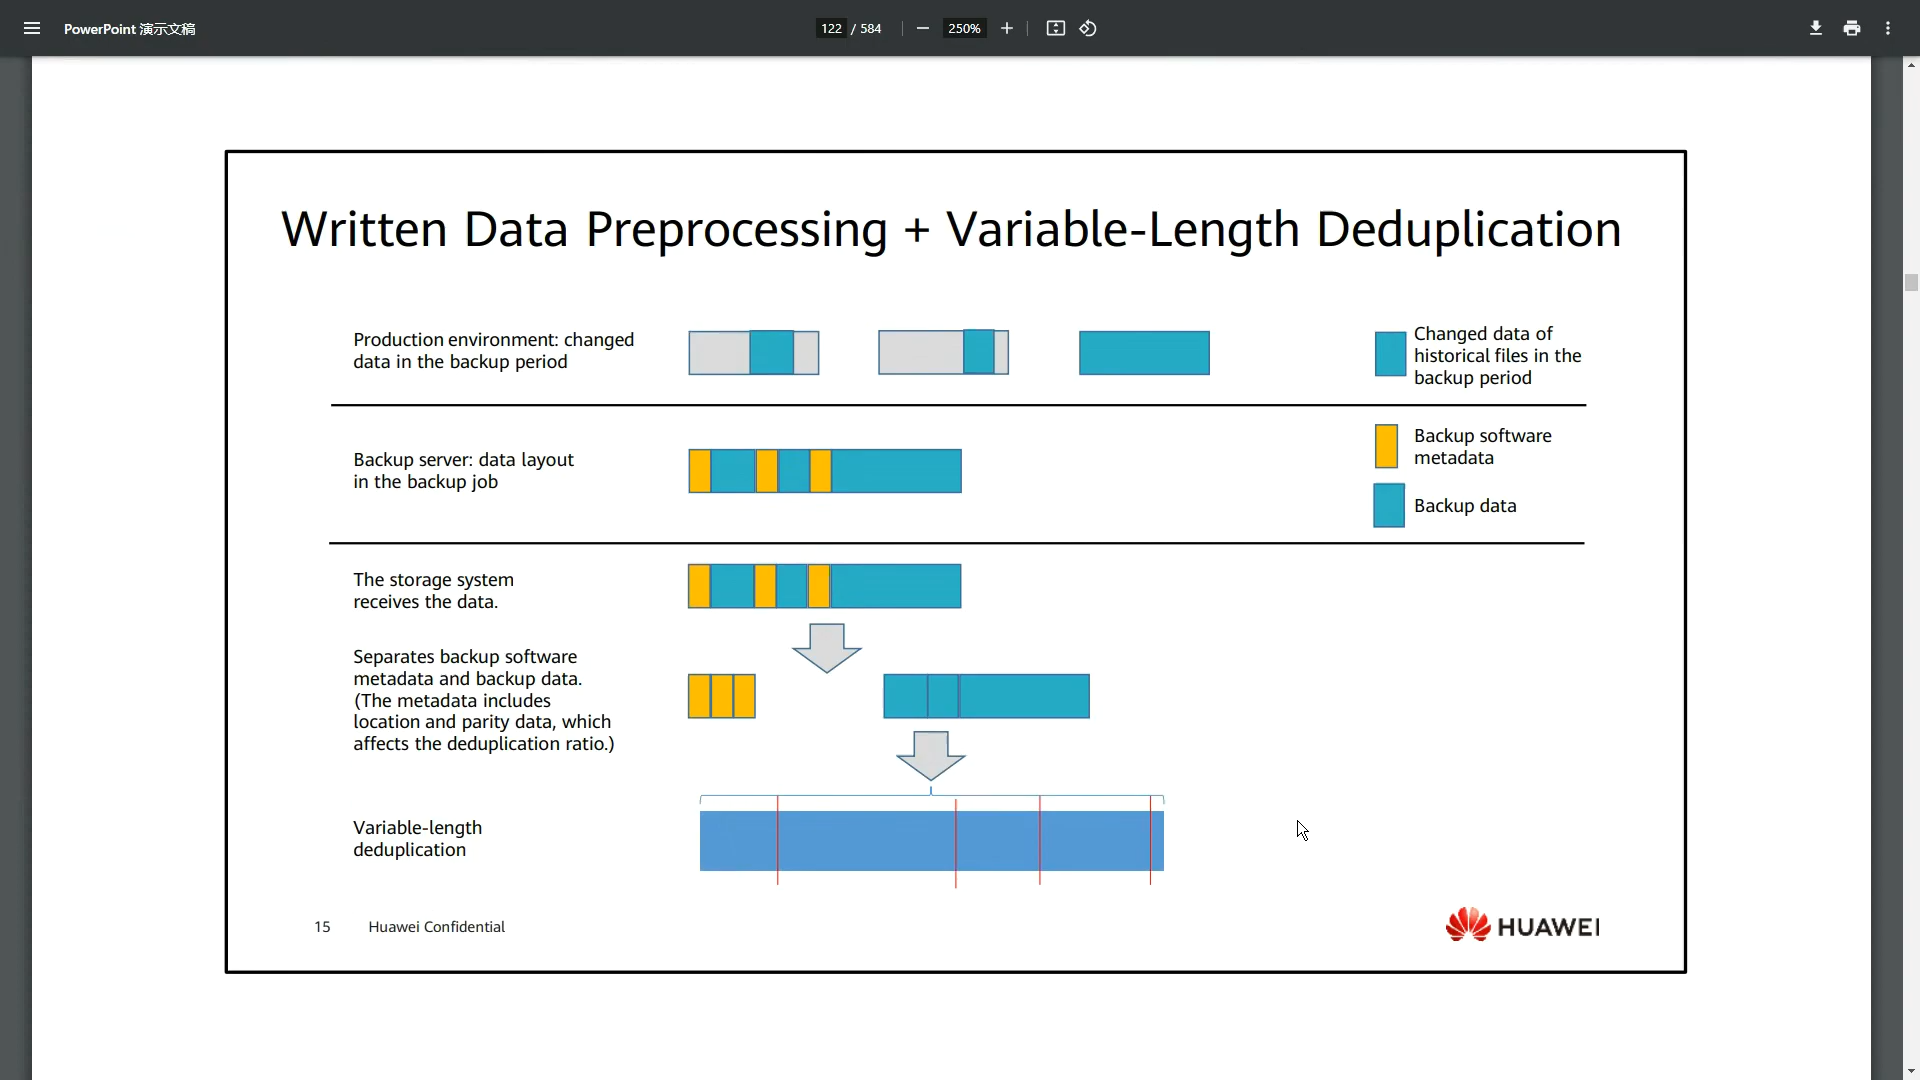 PowerPoint 演示文稿
122 / 584
250%
Written Data Preprocessing + Variable-Length Deduplication
Production environment: changed
data in the backup period
Changed data of
historical files in the
backup period
Backup server: data layout
in the backup job
Backup software
metadata
Backup data
The storage system
receives the data.
Separates backup software
metadata and backup data.
(The metadata includes
location and parity data, which
affects the deduplication ratio.)
Variable-length
deduplication
15
Huawei Confidential
HUAWEI